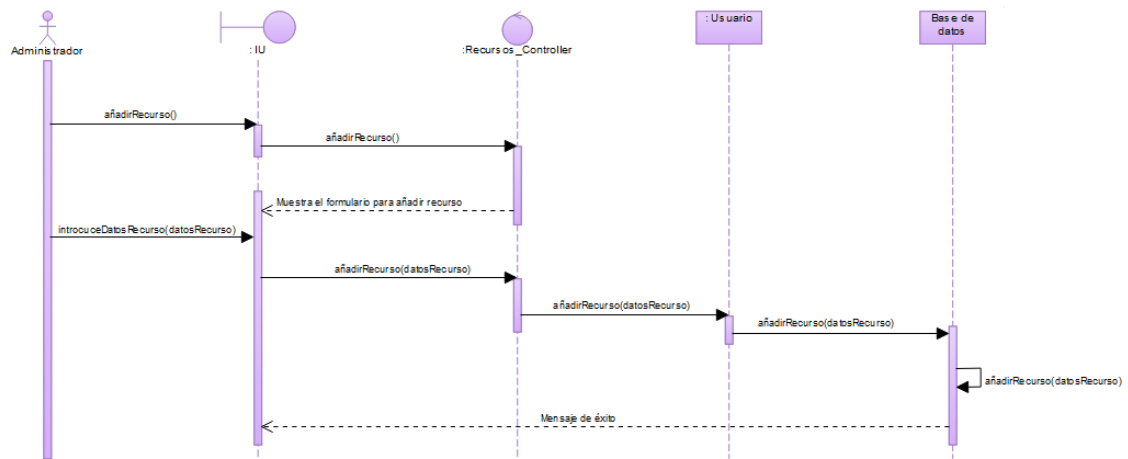 Administrador
: IU
:Recursos_Controller
: Usuario
Base de
datos
añadirRecurso()
añadirRecurso()
Muestra el formulario para añadir recurso
introcuceDatosRecurso(datosRecurso)
añadirRecurso(datosRecurso)
añadirRecurso(datosRecurso)
añadirRecurso(datosRecurso)
añadirRecurso(datosRecurso)
Mensaje de éxito